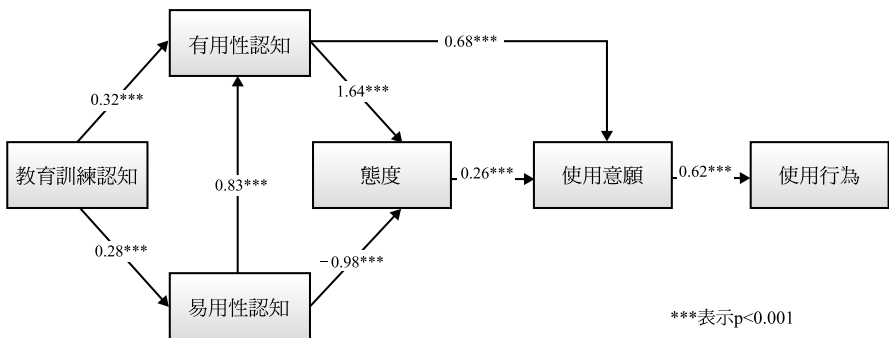 有用性認知
0.68***
0.32***
1.64***
教育訓練認知
0.83***
態度
0.26***
使用意願
0.62***
使用行為
0.28***
−0.98***
易用性認知
***表示p<0.001